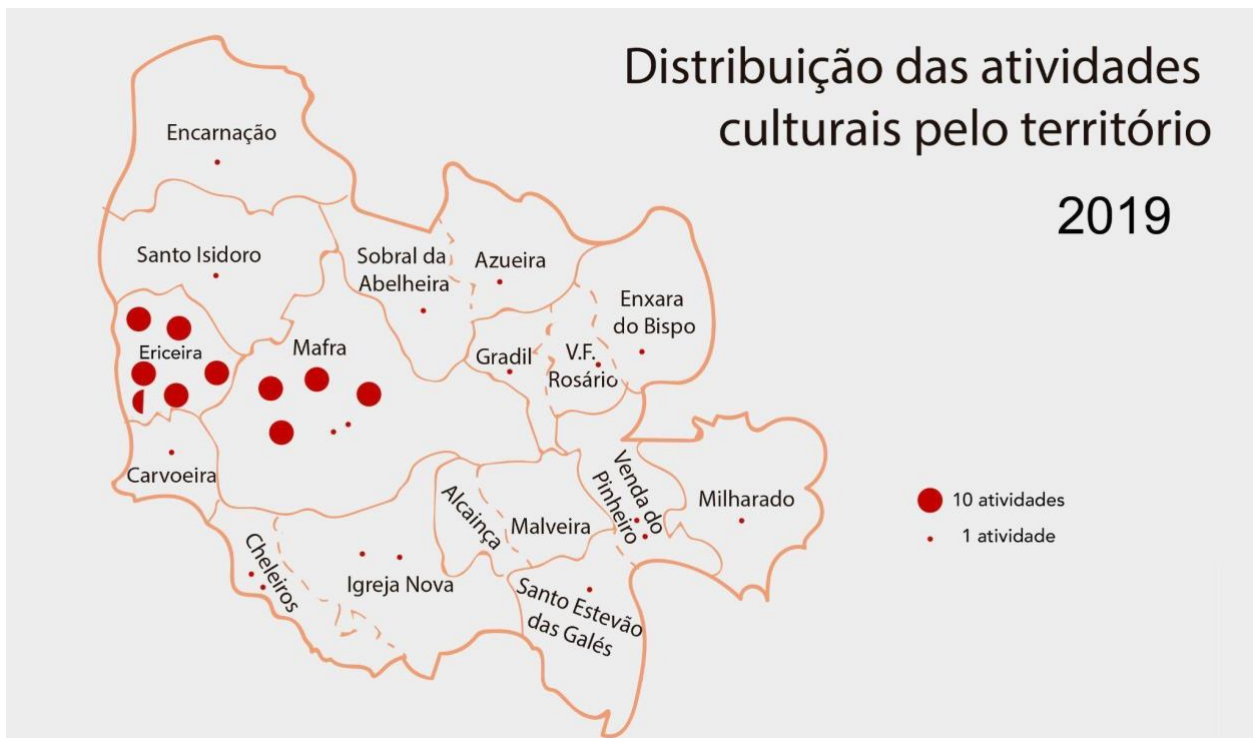 Distribuição das atividades
culturais pelo território
2019
Encarnação
Santo Isidoro
Sobral da
Abelheira
Azueira
Enxara
do Bispo
Ericeira
Mafra
Gradil
V.F.
Rosário
Carvoeira
Alcainça
Malveira
Venda do
Pinheiro
Milharado
Cheleiros
Igreja Nova
Santo Estevão
das Galés
10 atividades
1 atividade